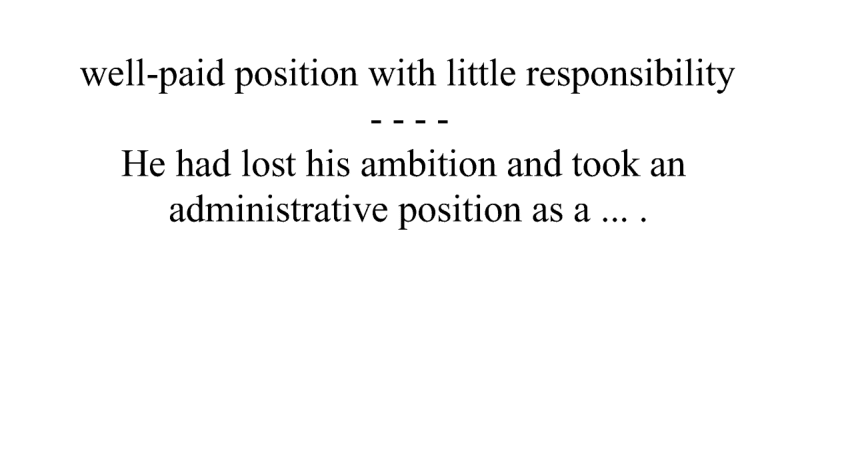 well-paid position with little responsibility
- - - -
He had lost his ambition and took an
administrative position as a ... .